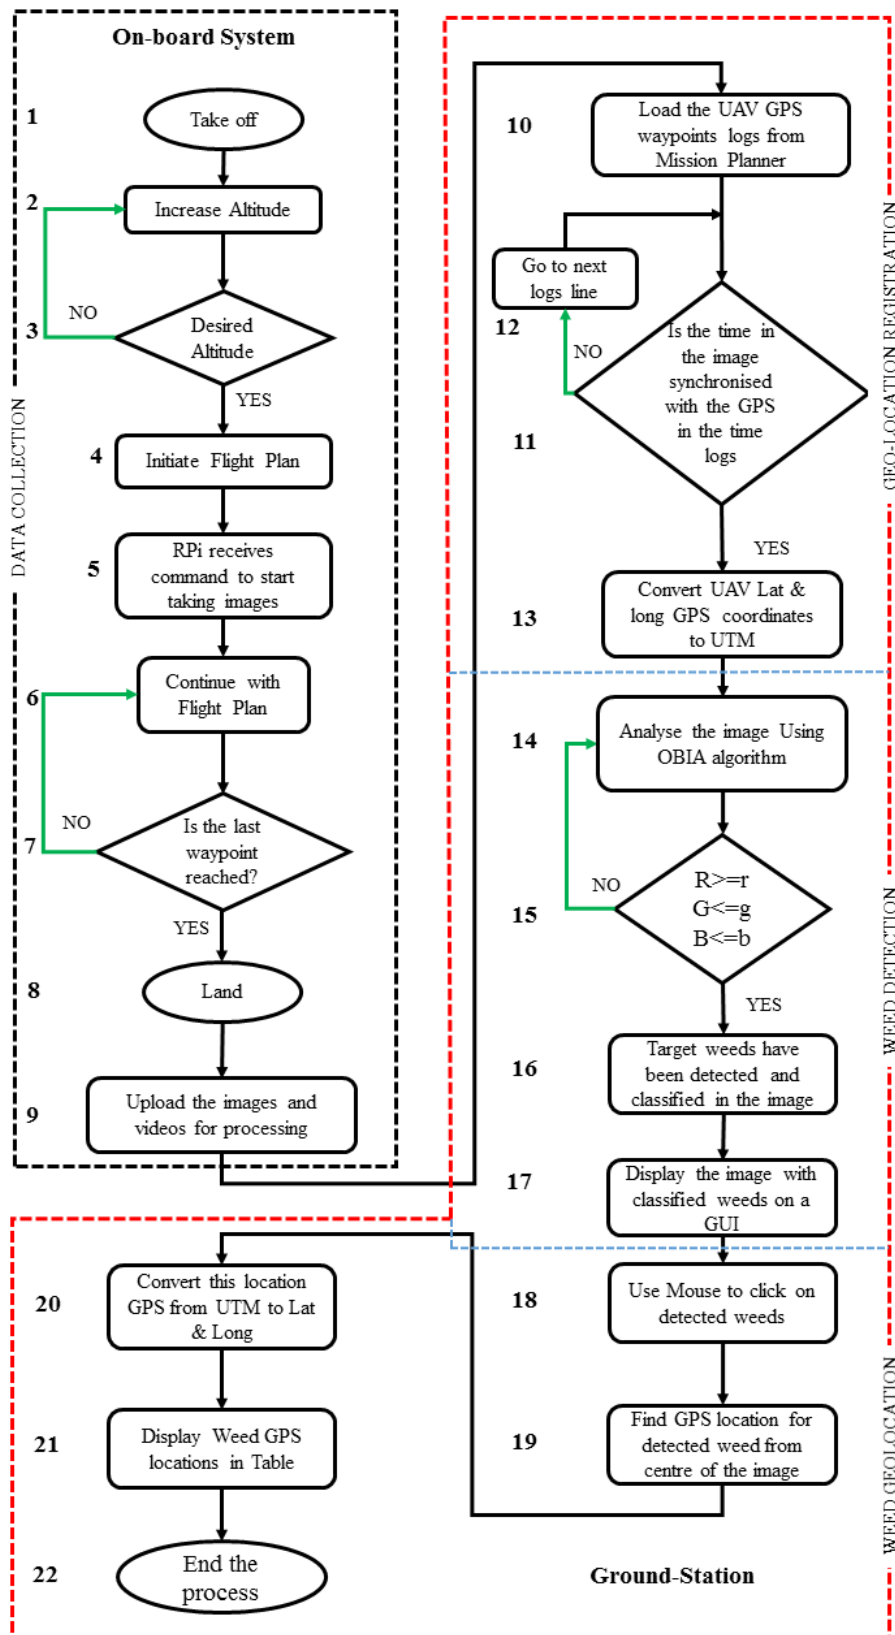 On-board System
DATA COLLECTION
1
Take off
2
Increase Altitude
3
NO
Desired
Altitude
YES
4
Initiate Flight Plan
5
RPi receives
command to start
taking images
6
Continue with
Flight Plan
7
NO
Is the last
waypoint
reached?
YES
8
Land
9
Upload the images and
videos for processing
GEO-LOCATION REGISTRATION
10
Load the UAV GPS
waypoints logs from
Mission Planner
Go to next
logs line
12
NO
11
Is the time in
the image
synchronised
with the GPS
in the time
logs
YES
13
Convert UAV Lat &
long GPS coordinates
to UTM
WEED DETECTION
14
Analyse the image Using
OBIA algorithm
NO
15
R>=r
G<=g
B<=b
YES
16
Target weeds have
been detected and
classified in the image
17
Display the image with
classified weeds on a
GUI
WEED GEOLOCATION
18
Use Mouse to click on
detected weeds
19
Find GPS location for
detected weed from
centre of the image
20
Convert this location
GPS from UTM to Lat
& Long
21
Display Weed GPS
locations in Table
22
End the
process
Ground-Station